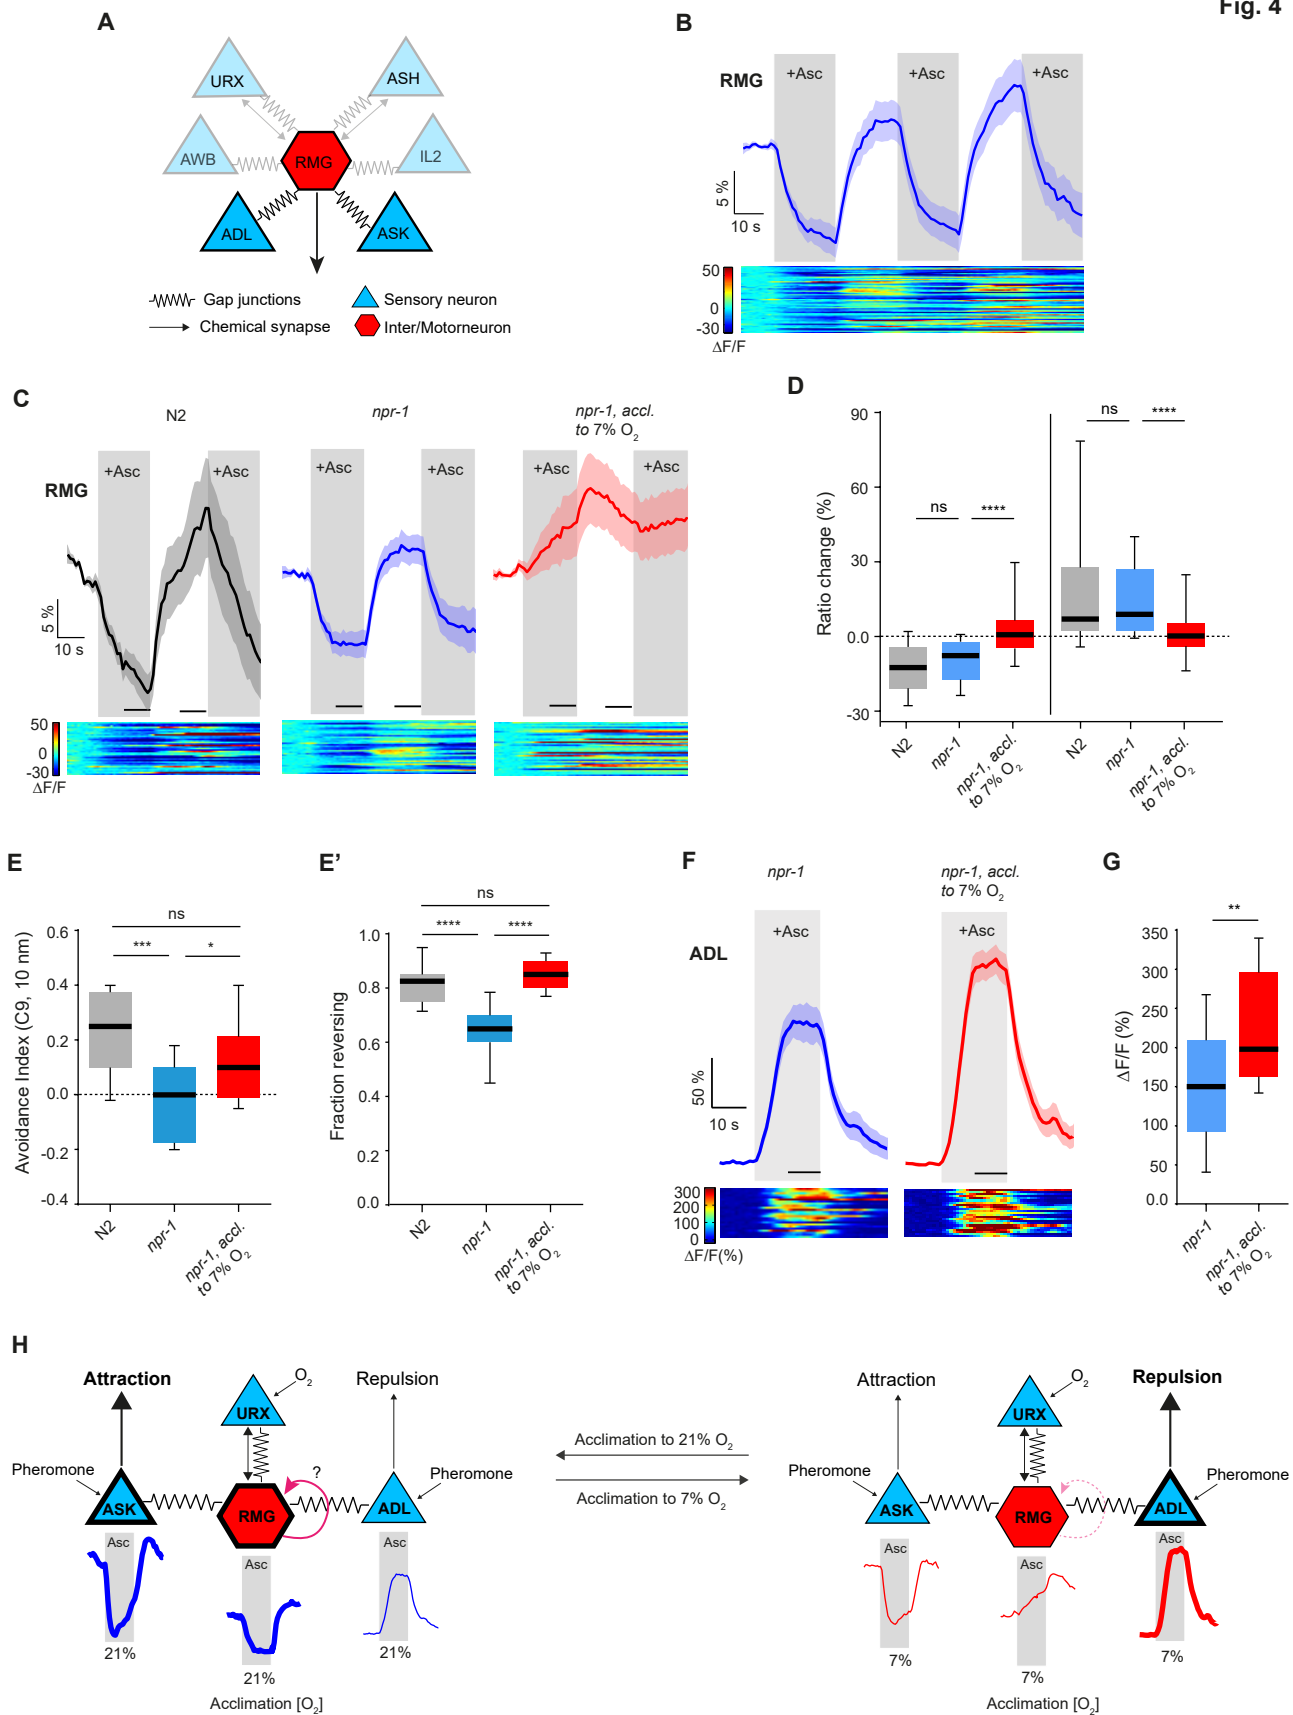 Fig. 4
A
URX
ASH
AWB
RMG
IL2
ADL
ASK
Gap junctions
Sensory neuron
Chemical synapse
Inter/Motorneuron
B
RMG
+Asc
+Asc
+Asc
5 %
10 s
50
0
-30
ΔF/F
C
N2
npr-1
npr-1, accl.
to 7% O2
RMG
+Asc
+Asc
+Asc
+Asc
+Asc
+Asc
5 %
10 s
50
0
-30
ΔF/F
D
Ratio change (%)
90
60
30
0.0
-30
ns
****
ns
****
N2
npr-1
npr-1, accl.
to 7% O2
N2
npr-1
npr-1, accl.
to 7% O2
E
Avoidance Index (C9, 10 nm)
0.6
0.4
0.2
0.0
-0.2
-0.4
ns
***
*
N2
npr-1
npr-1, accl.
to 7% O2
E'
Fraction reversing
1.0
0.8
0.6
0.4
0.2
0.0
ns
****
****
N2
npr-1
npr-1, accl.
to 7% O2
F
npr-1
npr-1, accl.
to 7% O2
ADL
+Asc
+Asc
50 %
10 s
300
200
100
0
ΔF/F(%)
G
ΔF/F (%)
350
300
250
200
150
100
50
0.0
**
npr-1
npr-1, accl.
to 7% O2
H
Attraction
O2
Repulsion
URX
?
Pheromone
Pheromone
ASK
RMG
ADL
Asc
Asc
Asc
21%
21%
21%
Acclimation [O2]
Acclimation to 21% O2
Acclimation to 7% O2
Attraction
O2
Repulsion
URX
Pheromone
Pheromone
ASK
RMG
ADL
Asc
Asc
Asc
7%
7%
7%
Acclimation [O2]